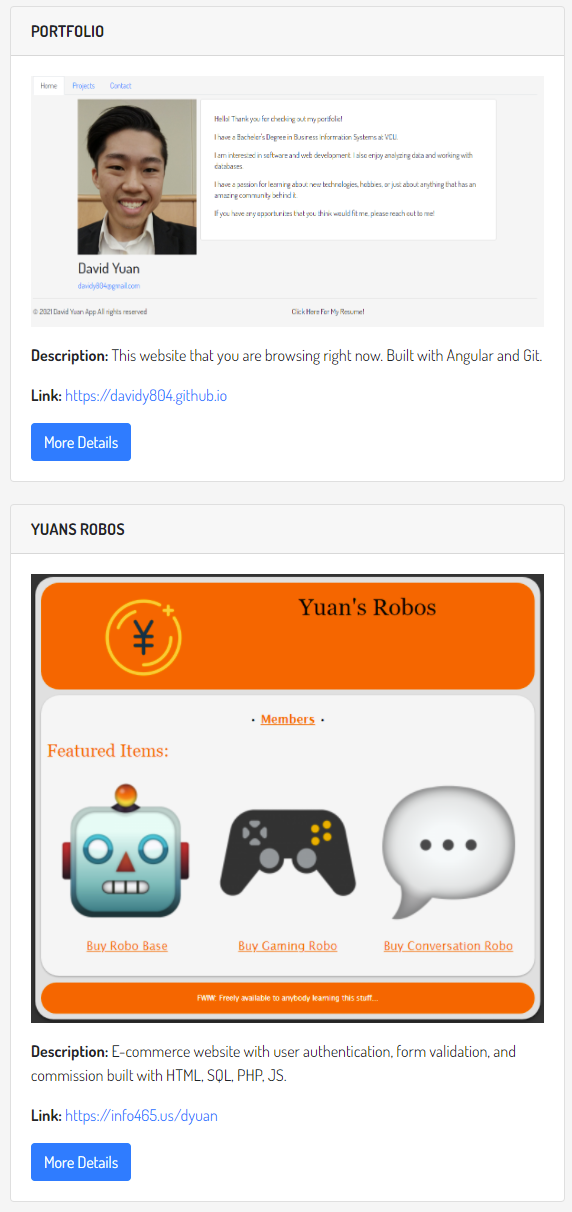 PORTFOLIO
Home Projects Contact
Hello! Thank you for checking out my portfolio!
I have a Bachelor's Degree in Business Information Systems at VCU.
I am interested in software and web development. I also enjoy analyzing data and working with
databases.
I have a passion for learning about new technologies, hobbies, or just about anything that has an
amazing community behind it.
If you have any opportunizes that you think would fit me, please reach out to me!
David Yuan
davidy804@gmail.com
© 2021 David Yuan App All rights reserved
Click Here For My Resume!
Description: This website that you are browsing right now. Built with Angular and Git.
Link: https://davidy804.github.io
More Details
YUANS ROBOS
¥
Yuan's Robos
• Members •
Featured Items:
Buy Robo Base Buy Gaming Robo Buy Conversation Robo
FWIW: Freely available to anybody learning this stuff...
Description: E-commerce website with user authentication, form validation, and
commission built with HTML, SQL, PHP, JS.
Link: https://info465.us/dyuan
More Details